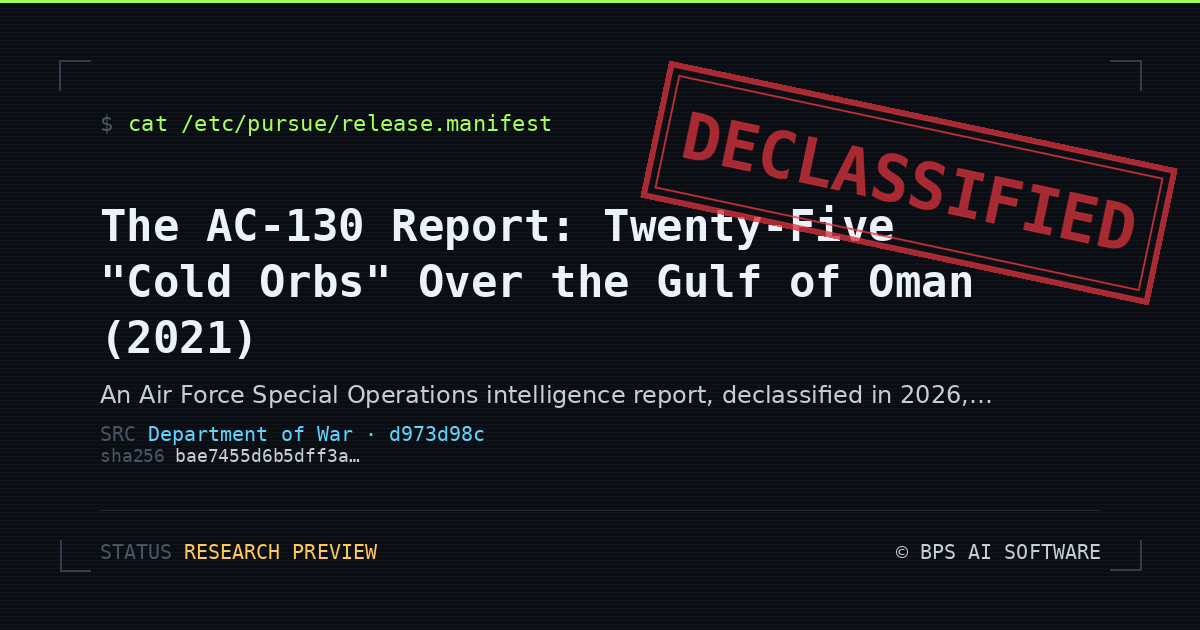 $ cat /etc/pursue/release.manifest
DECLASSIFIED
The AC-130 Report: Twenty-Five
"Cold Orbs" Over the Gulf of Oman
(2021)
An Air Force Special Operations intelligence report, declassified in 2026,…
SRC Department of War · d973d98c
sha256 bae7455d6b5dff3a…
STATUS RESEARCH PREVIEW
© BPS AI SOFTWARE